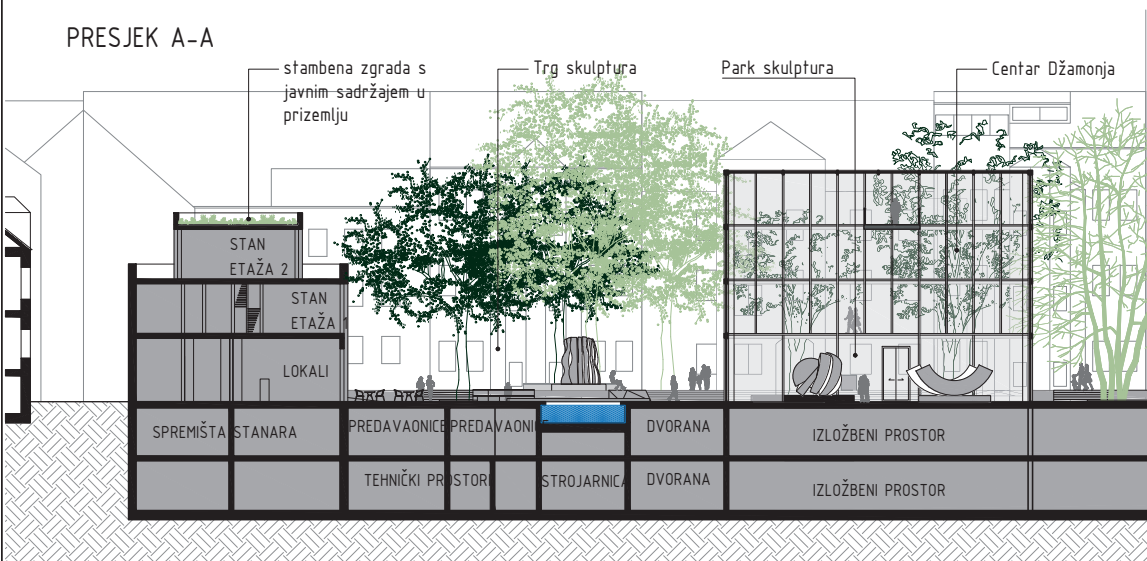 PRESJEK A-A
stambena zgrada s
javnim sadržajem u
prizemlju
Trg skulptura
Park skulptura
Centar Džamonja
STAN
ETAŽA 2
STAN
ETAŽA 1
LOKALI
SPREMIŠTA STANARA
PREDAVAONICE
PREDAVAONICE
DVORANA
IZLOŽBENI PROSTOR
TEHNIČKI PROSTORI
STROJARNICA
DVORANA
IZLOŽBENI PROSTOR